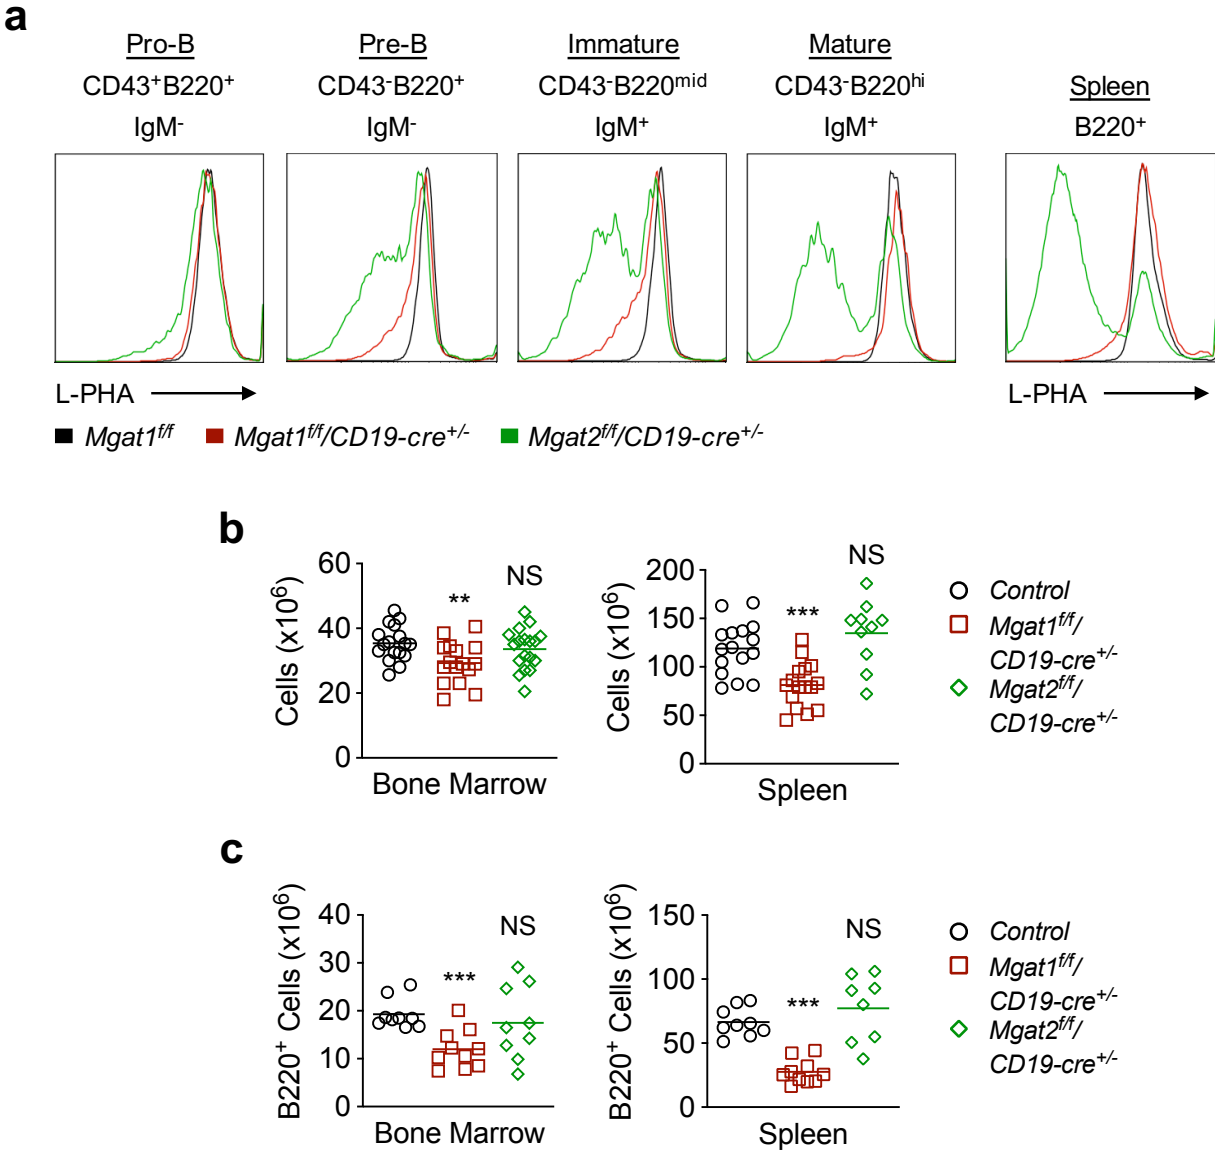 a
Pro-B
CD43⁺B220⁺
IgM⁻
Pre-B
CD43⁻B220⁺
IgM⁻
Immature
CD43⁻B220ᵐⁱᵈ
IgM⁺
Mature
CD43⁻B220ʰⁱ
IgM⁺
Spleen
B220⁺
L-PHA
L-PHA
Mgat1ᶠ/ᶠ
Mgat1ᶠ/ᶠ/CD19-cre⁺/⁻
Mgat2ᶠ/ᶠ/CD19-cre⁺/⁻
b
Cells (x10⁶)
60
40
20
0
**
NS
Bone Marrow
Cells (x10⁶)
200
150
100
50
0
***
NS
Spleen
Control
Mgat1ᶠ/ᶠ/
CD19-cre⁺/⁻
Mgat2ᶠ/ᶠ/
CD19-cre⁺/⁻
c
B220⁺ Cells (x10⁶)
40
30
20
10
0
***
NS
Bone Marrow
B220⁺ Cells (x10⁶)
150
100
50
0
***
NS
Spleen
Control
Mgat1ᶠ/ᶠ/
CD19-cre⁺/⁻
Mgat2ᶠ/ᶠ/
CD19-cre⁺/⁻